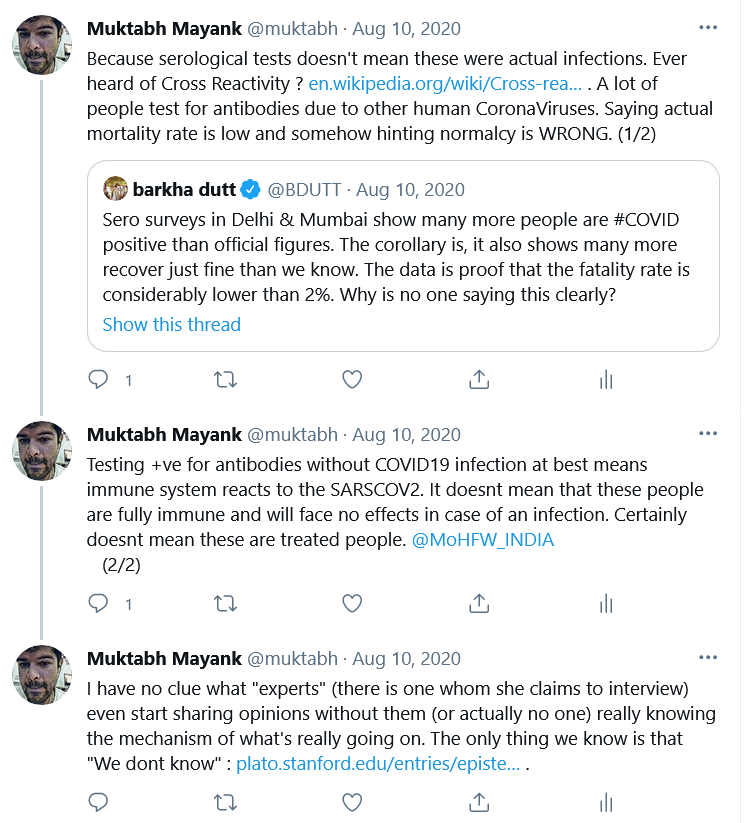 Muktabh Mayank @muktabh · Aug 10, 2020
Because serological tests doesn't mean these were actual infections. Ever
heard of Cross Reactivity ? en.wikipedia.org/wiki/Cross-rea... . A lot of
people test for antibodies due to other human CoronaViruses. Saying actual
mortality rate is low and somehow hinting normalcy is WRONG. (1/2)
barkha dutt @BDUTT · Aug 10, 2020
Sero surveys in Delhi & Mumbai show many more people are #COVID
positive than official figures. The corollary is, it also shows many more
recover just fine than we know. The data is proof that the fatality rate is
considerably lower than 2%. Why is no one saying this clearly?
Show this thread
1
Muktabh Mayank @muktabh · Aug 10, 2020
Testing +ve for antibodies without COVID19 infection at best means
immune system reacts to the SARSCOV2. It doesnt mean that these people
are fully immune and will face no effects in case of an infection. Certainly
doesnt mean these are treated people. @MoHFW_INDIA
(2/2)
1
Muktabh Mayank @muktabh · Aug 10, 2020
I have no clue what "experts" (there is one whom she claims to interview)
even start sharing opinions without them (or actually no one) really knowing
the mechanism of what's really going on. The only thing we know is that
"We dont know" : plato.stanford.edu/entries/episte... .